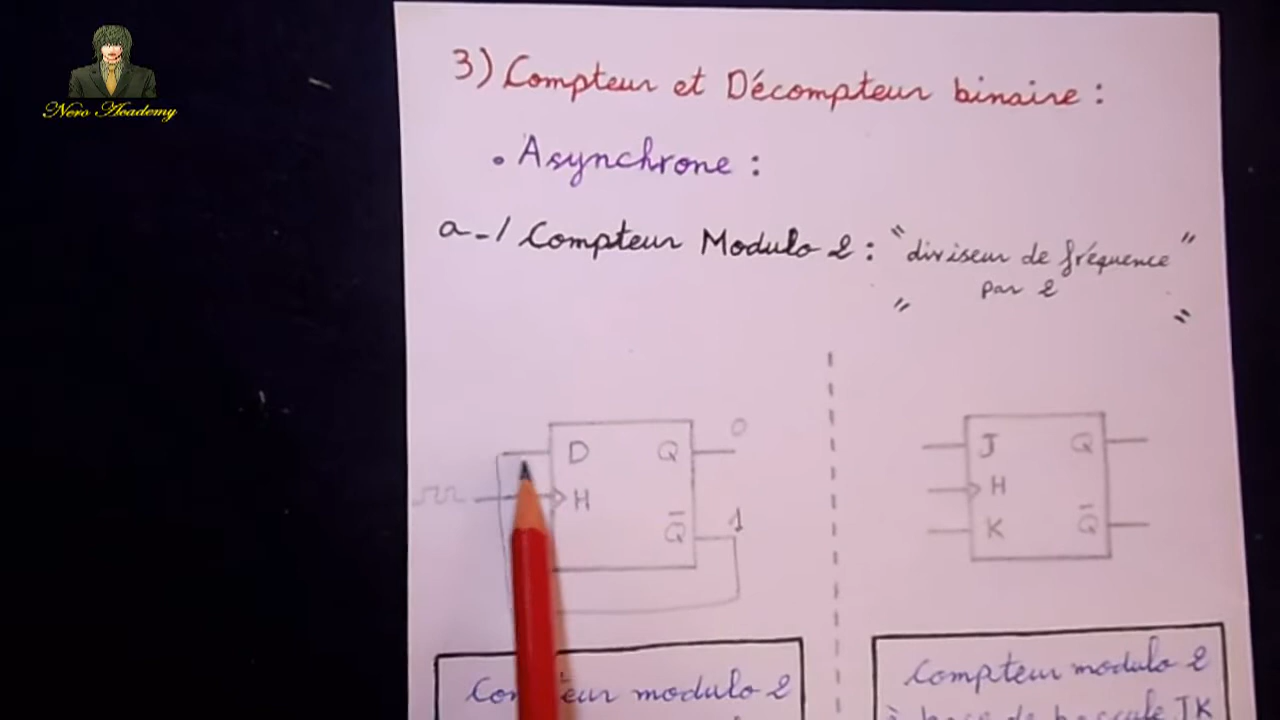 Nero Academy
3) Compteur et Décompteur binaire :
• Asynchrone :
a-/ Compteur Modulo 2 : "diviseur de fréquence"
" par 2 "
D Q 0
H
Q̄ 1
J Q
H
K Q̄
modulo 2
Compteur modulo 2
à base de bascule JK